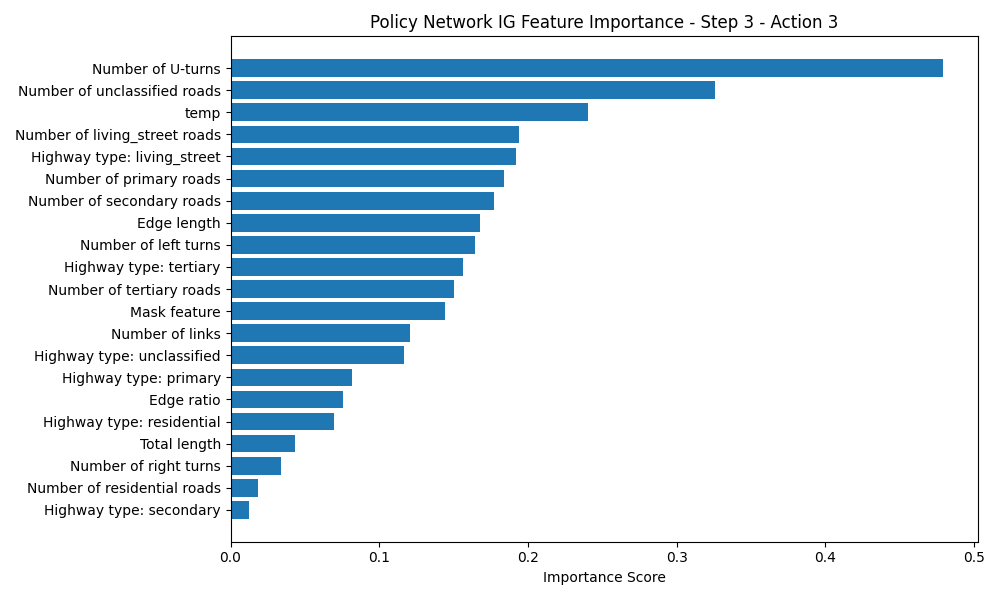 Policy Network IG Feature Importance - Step 3 - Action 3
Number of U-turns
Number of unclassified roads
temp
Number of living_street roads
Highway type: living_street
Number of primary roads
Number of secondary roads
Edge length
Number of left turns
Highway type: tertiary
Number of tertiary roads
Mask feature
Number of links
Highway type: unclassified
Highway type: primary
Edge ratio
Highway type: residential
Total length
Number of right turns
Number of residential roads
Highway type: secondary
0.0 0.1 0.2 0.3 0.4 0.5
Importance Score